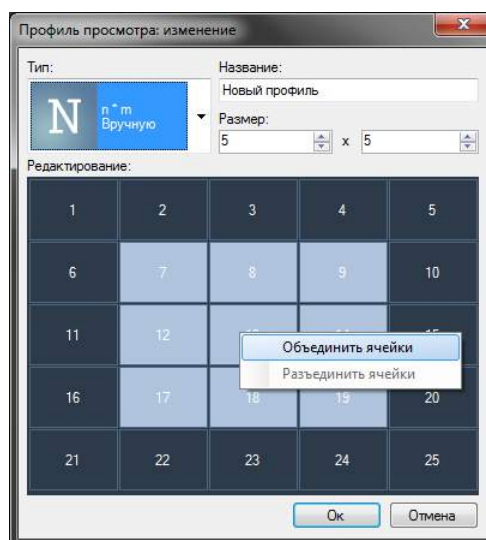 Профиль просмотра: изменение
Тип:
Название:
N
n * m
Вручную
Новый профиль
Размер:
5 x 5
Редактирование:
1 2 3 4 5
6 7 8 9 10
11 12
Объединить ячейки
Разъединить ячейки
16 17 18 19 20
21 22 23 24 25
Ок Отмена